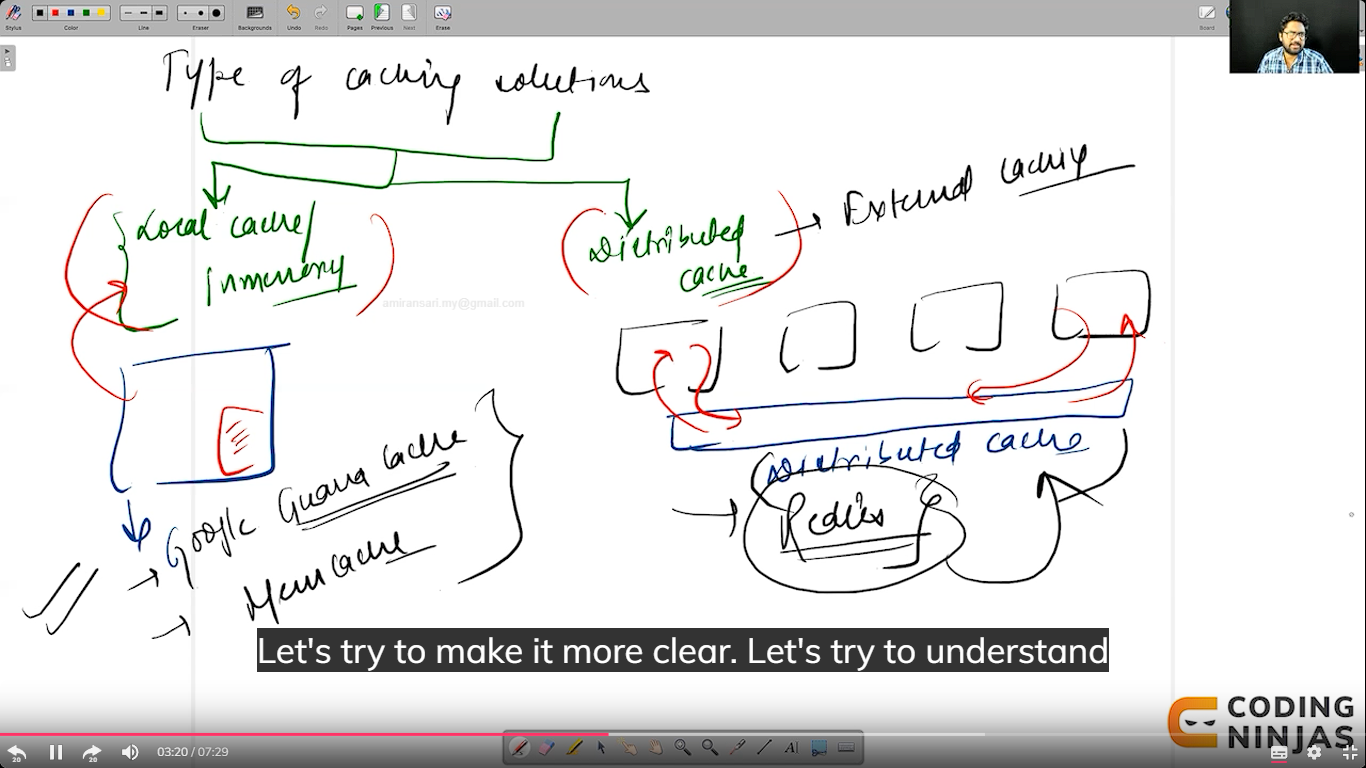 Stylus
Color
Line
Eraser
Backgrounds
Undo
Redo
Pages
Previous
Next
Erase
Board
Type of caching solutions
Local cache/
Inmemory
Distributed
cache
External caching
amiransari.my@gmail.com
Distributed cache
Google Guava Cache
Redis
Memcache
Let's try to make it more clear. Let's try to understand
CODING
NINJAS
20
20
03:20 / 07:29
A